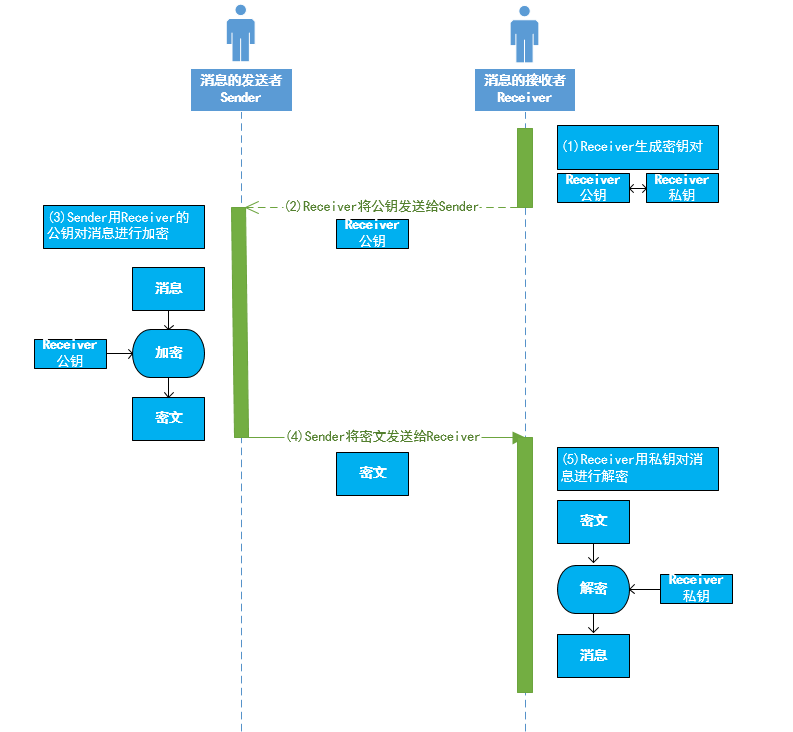 消息的发送者
Sender
消息的接收者
Receiver
(1)Receiver生成密钥对
Receiver
公钥
Receiver
私钥
(2)Receiver将公钥发送给Sender
Receiver
公钥
(3)Sender用Receiver的
公钥对消息进行加密
消息
Receiver
公钥
加密
密文
(4)Sender将密文发送给Receiver
密文
(5)Receiver用私钥对消
息进行解密
密文
解密
Receiver
私钥
消息